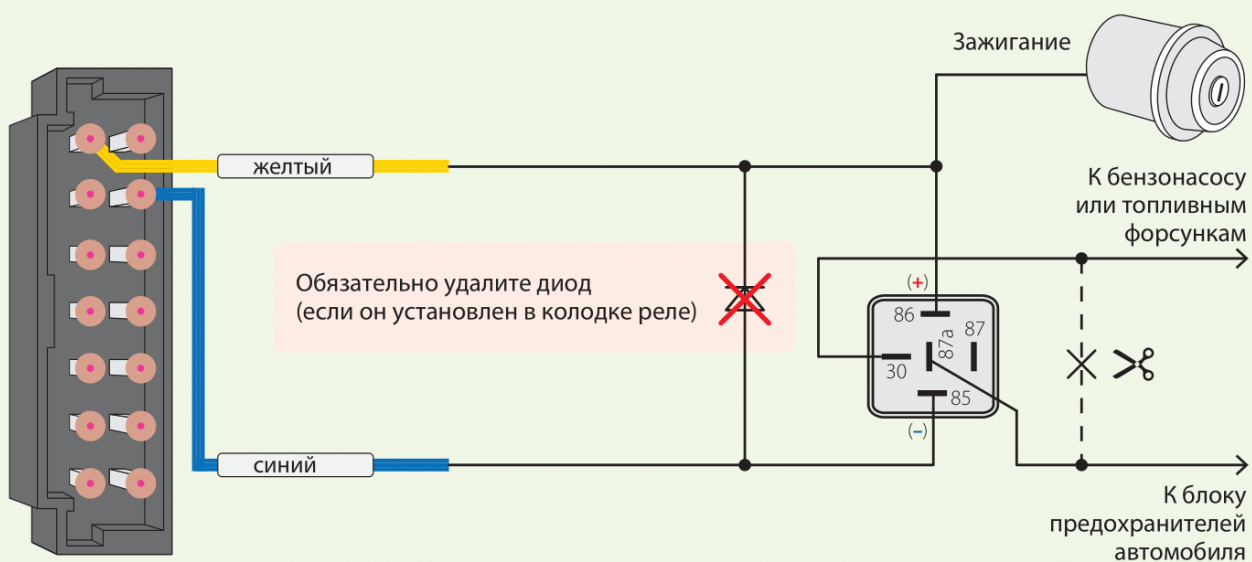 Зажигание
желтый
К бензонасосу
или топливным
форсункам
Обязательно удалите диод
(если он установлен в колодке реле)
(+)
86
87
87a
30
85
(–)
синий
К блоку
предохранителей
автомобиля